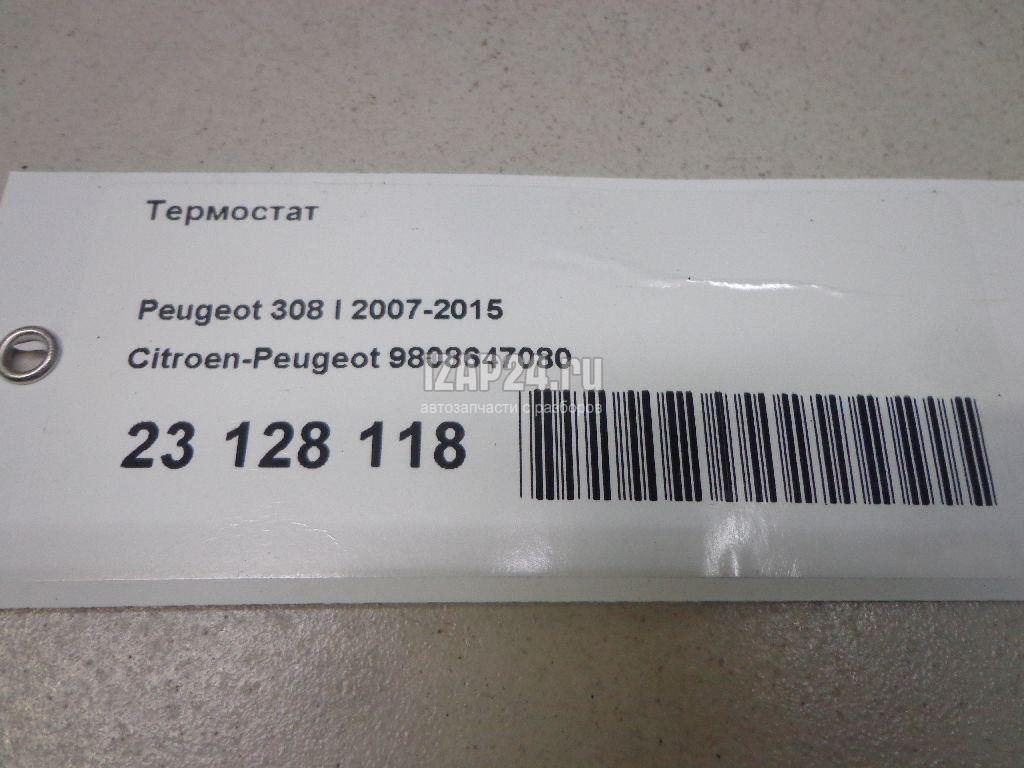 Термостат
Peugeot 308 I 2007-2015
Citroen-Peugeot 9808647080
IZAP24.ru
автозапчасти с разборов
23 128 118